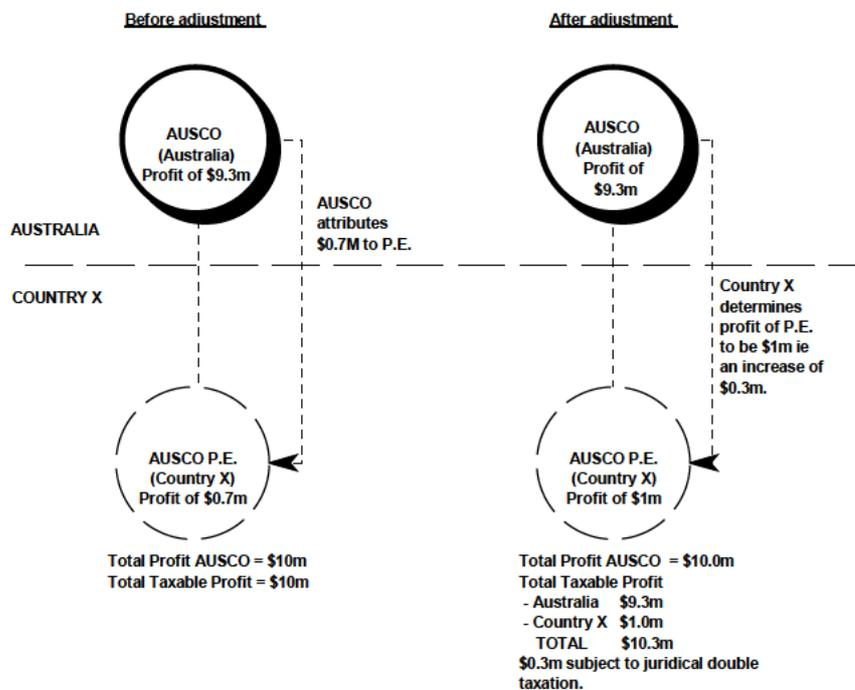 Before adjustment
AUSCO
(Australia)
Profit of $9.3m
AUSCO
attributes
$0.7M to P.E.
AUSTRALIA
COUNTRY X
AUSCO P.E.
(Country X)
Profit of $0.7m
Total Profit AUSCO = $10m
Total Taxable Profit = $10m
After adjustment
AUSCO
(Australia)
Profit of
$9.3m
Country X
determines
profit of P.E.
to be $1m ie
an increase of
$0.3m.
AUSCO P.E.
(Country X)
Profit of $1m
Total Profit AUSCO = $10.0m
Total Taxable Profit
- Australia $9.3m
- Country X $1.0m
TOTAL $10.3m
$0.3m subject to juridical double
taxation.